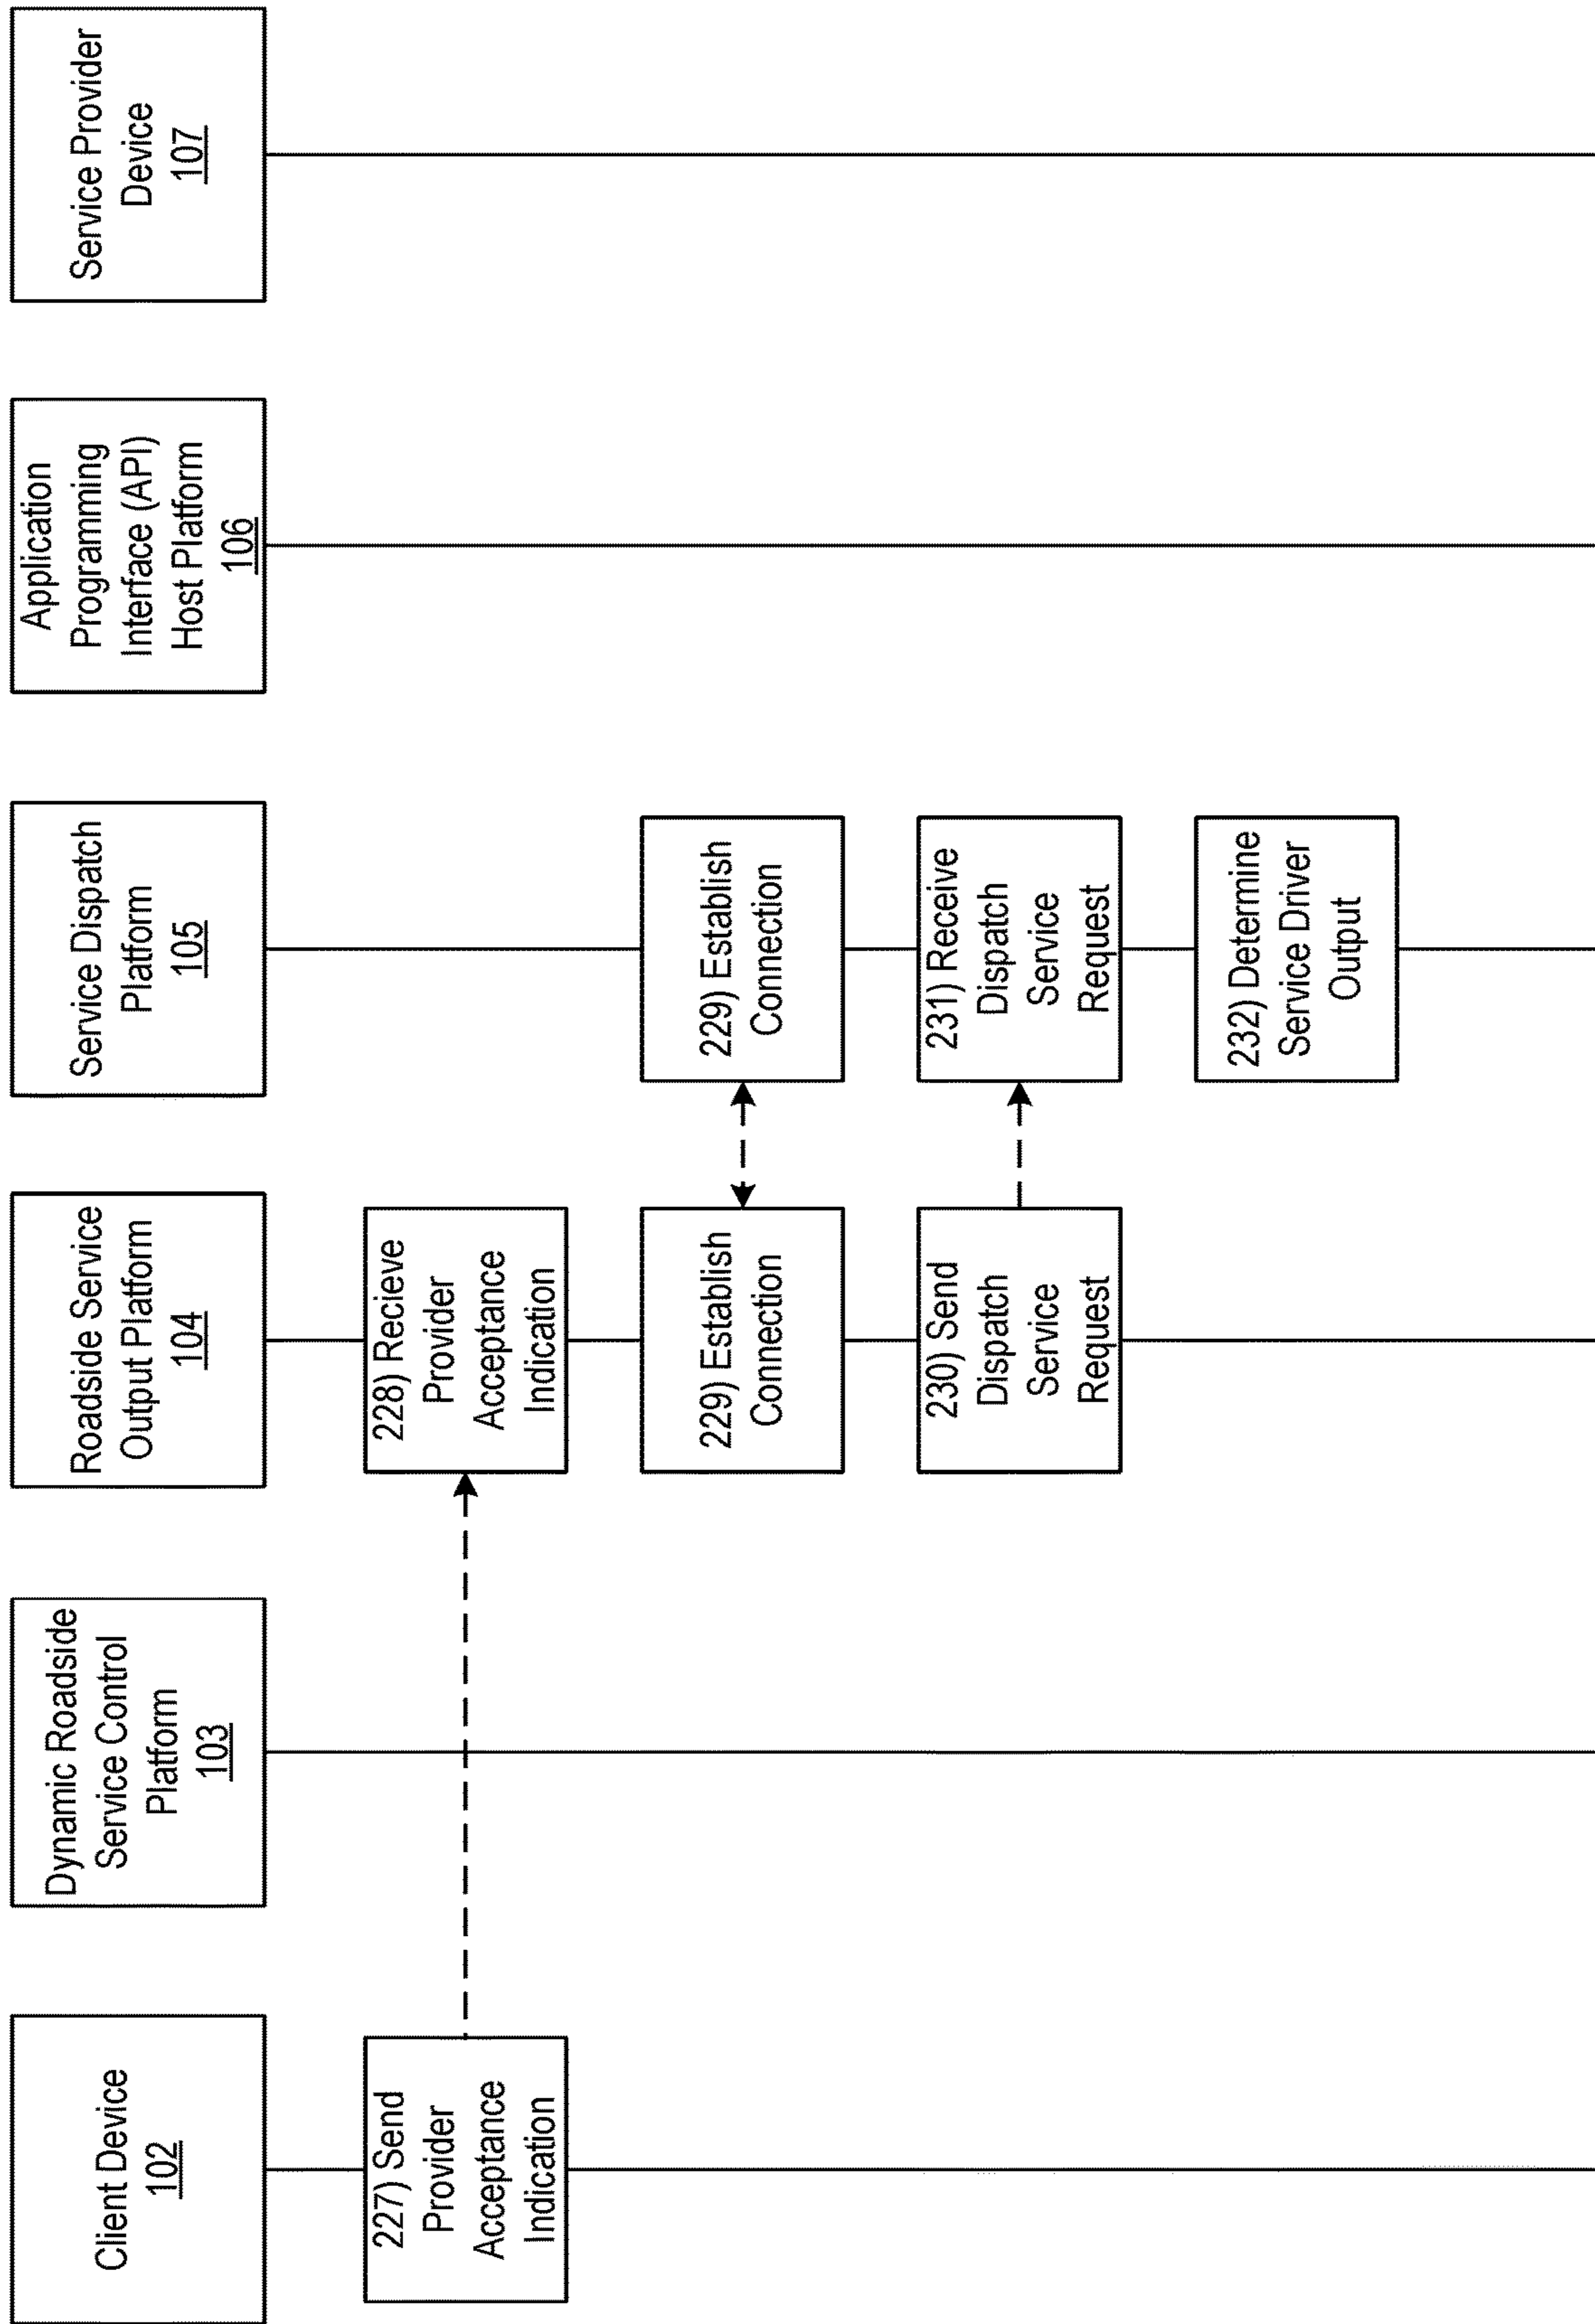 Client Device
102
Dynamic Roadside
Service Control
Platform
103
Roadside Service
Output Platform
104
Service Dispatch
Platform
105
Application
Programming
Interface (API)
Host Platform
106
Service Provider
Device
107
227) Send
Provider
Acceptance
Indication
228) Recieve
Provider
Acceptance
Indication
229) Establish
Connection
229) Establish
Connection
230) Send
Dispatch
Service
Request
231) Receive
Dispatch
Service
Request
232) Determine
Service Driver
Output